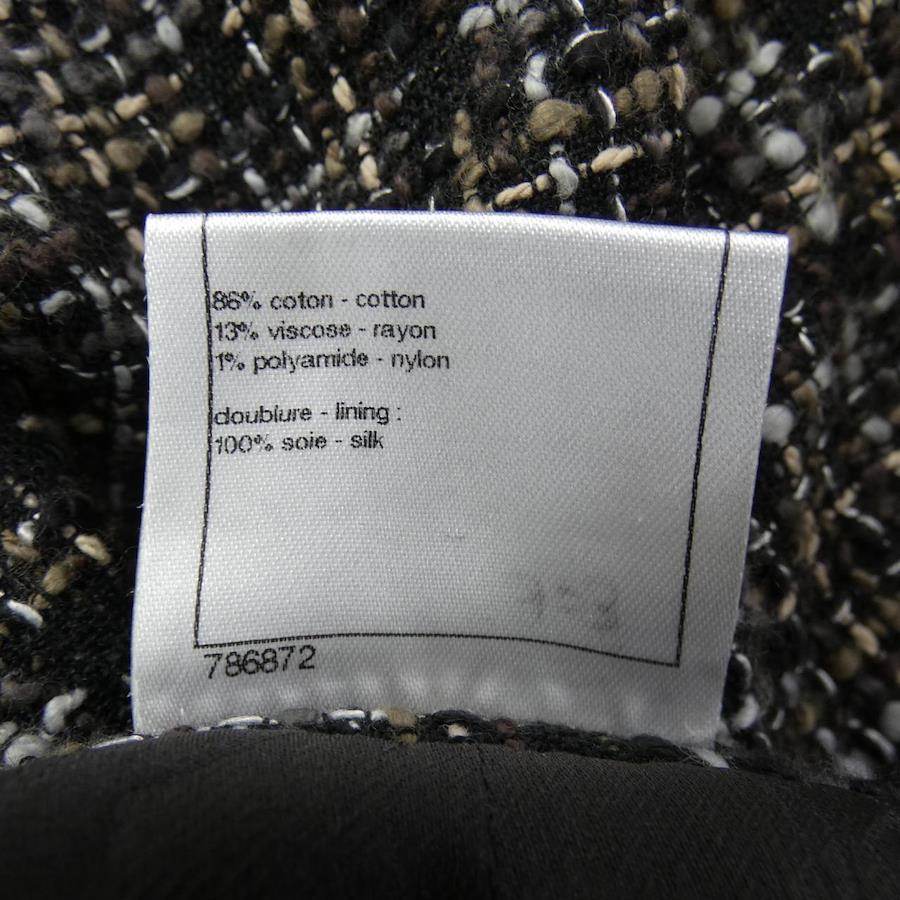 86% coton - cotton
13% viscose - rayon
1% polyamide - nylon
doublure - lining :
100% soie - silk
786872